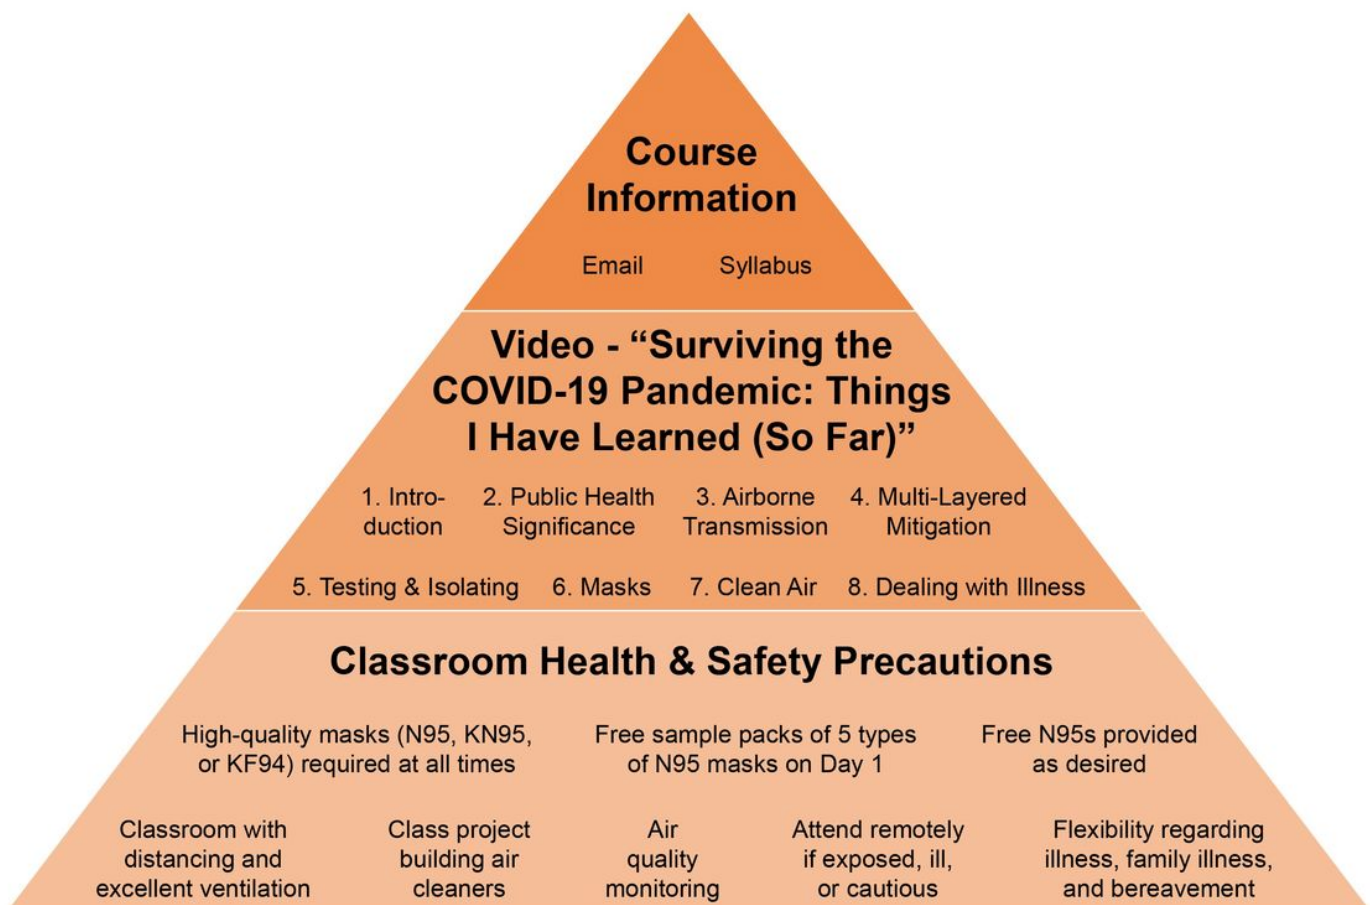 Course
Information
Email Syllabus
Video - “Surviving the
COVID-19 Pandemic: Things
I Have Learned (So Far)”
1. Intro-
duction
2. Public Health
Significance
3. Airborne
Transmission
4. Multi-Layered
Mitigation
5. Testing & Isolating 6. Masks 7. Clean Air 8. Dealing with Illness
Classroom Health & Safety Precautions
High-quality masks (N95, KN95,
or KF94) required at all times
Free sample packs of 5 types
of N95 masks on Day 1
Free N95s provided
as desired
Classroom with
distancing and
excellent ventilation
Class project
building air
cleaners
Air
quality
monitoring
Attend remotely
if exposed, ill,
or cautious
Flexibility regarding
illness, family illness,
and bereavement